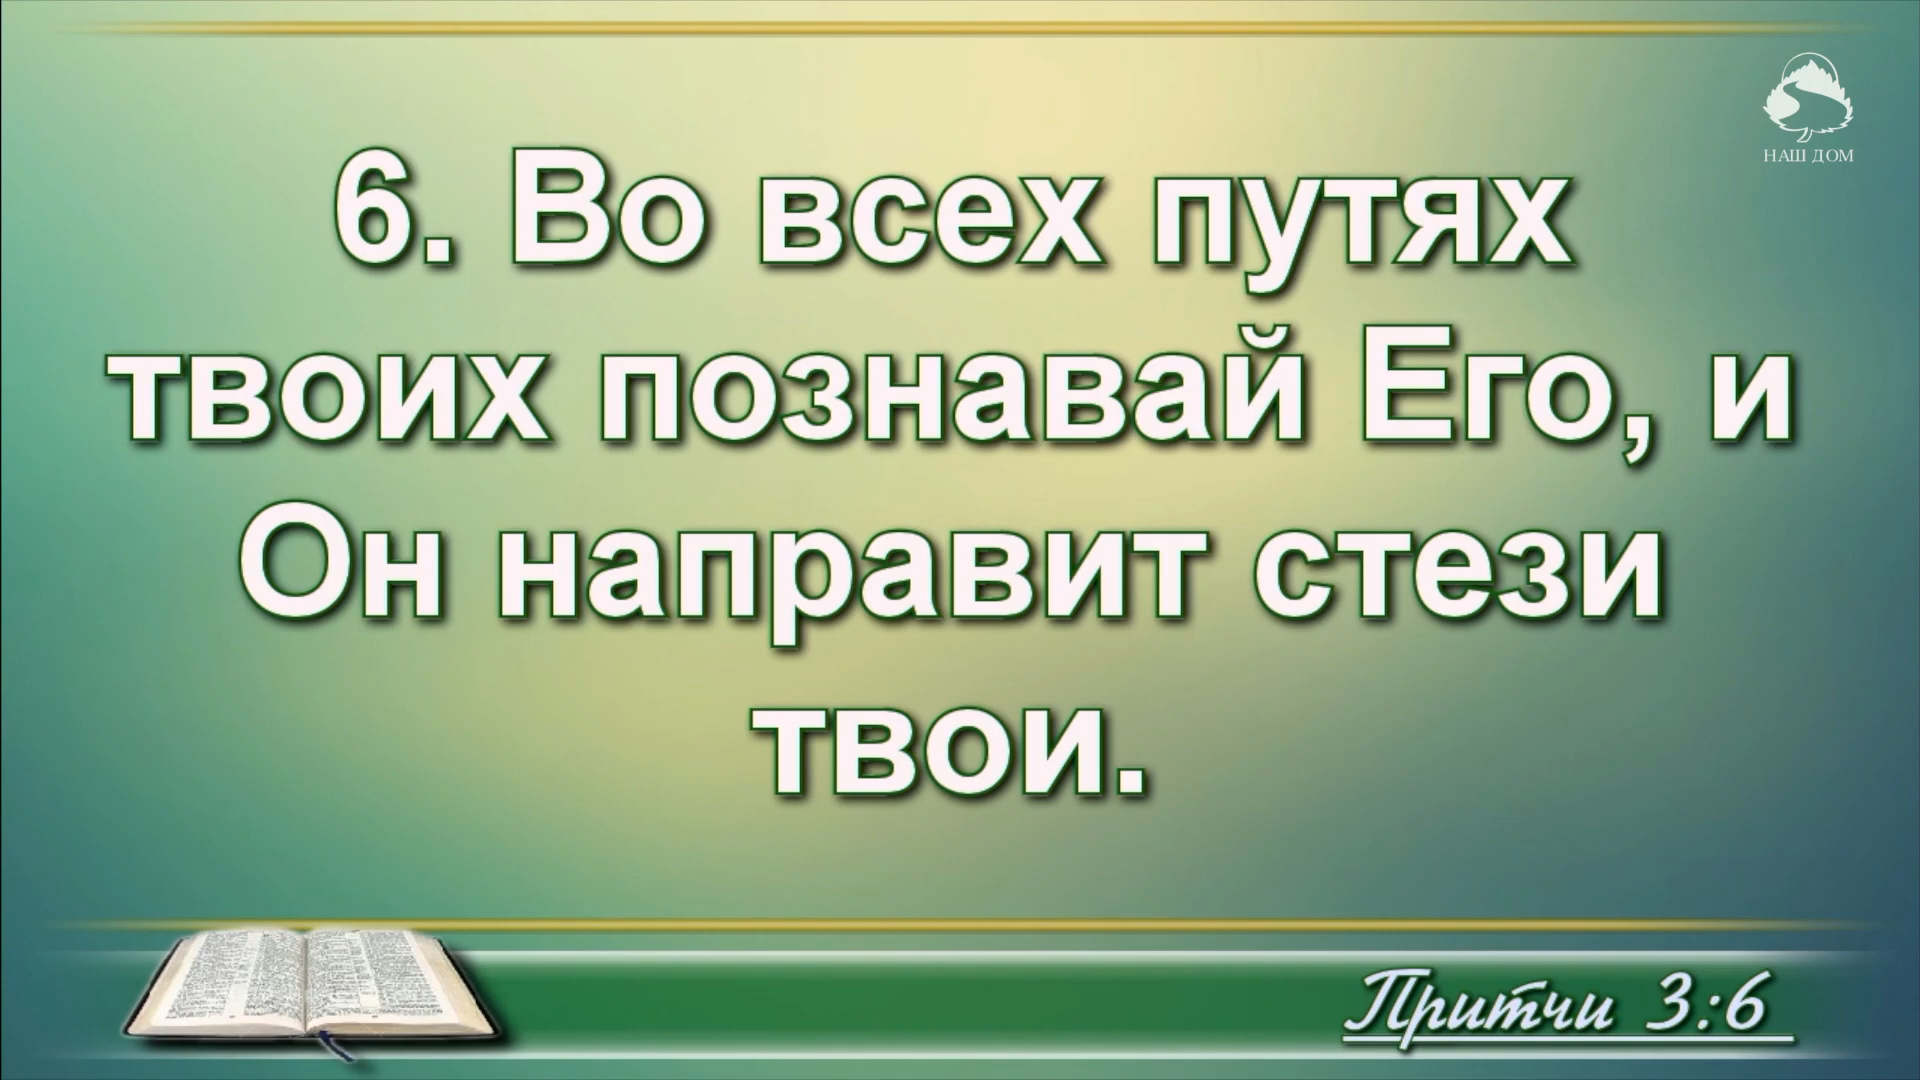 НАШ ДОМ
6. Во всех путях
твоих познавай Его, и
Он направит стези
твои.
Притчи 3:6